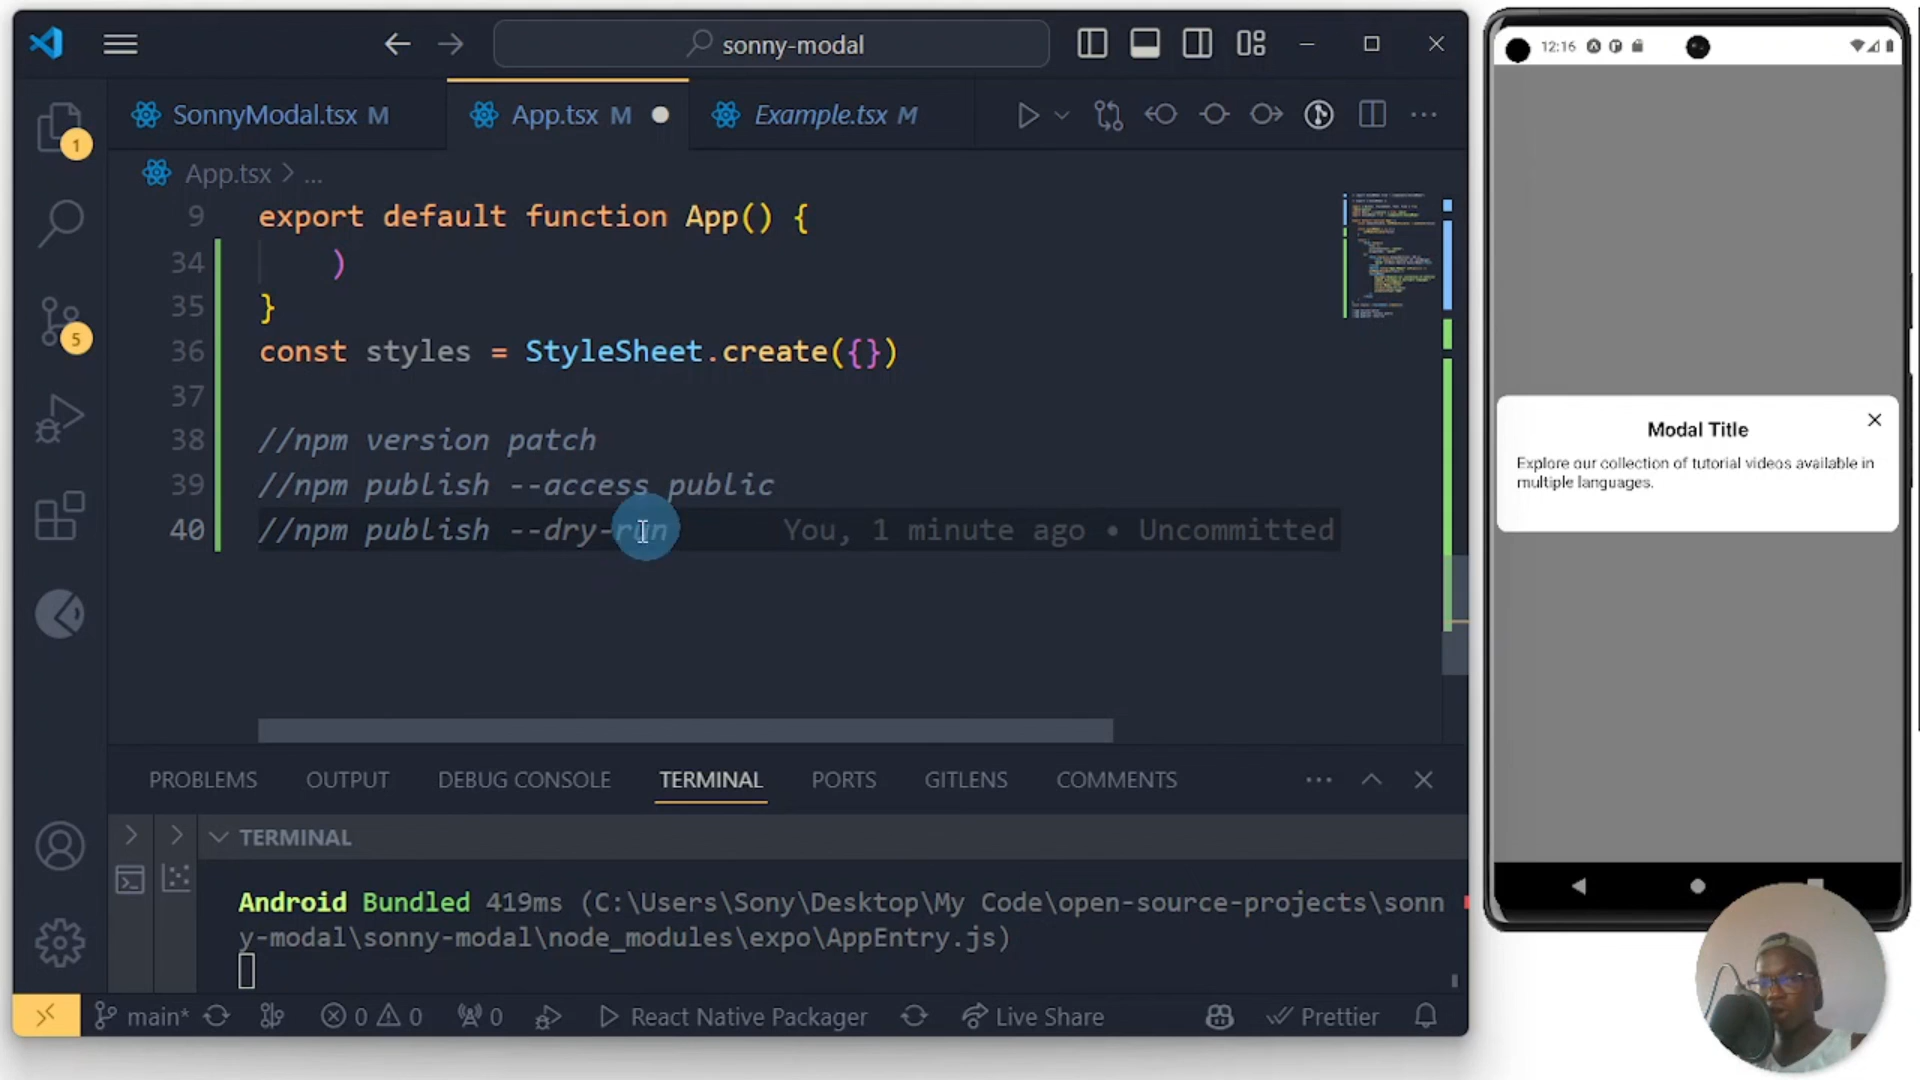 sonny-modal
1
SonnyModal.tsx M
App.tsx M
Example.tsx M
App.tsx > ...
9 export default function App() {
34 )
35 }
36 const styles = StyleSheet.create({})
37
38 //npm version patch
39 //npm publish --access public
40 //npm publish --dry-run You, 1 minute ago • Uncommitted
5
PROBLEMS OUTPUT DEBUG CONSOLE TERMINAL PORTS GITLENS COMMENTS
TERMINAL
Android Bundled 419ms (C:\Users\Sony\Desktop\My Code\open-source-projects\sonn
y-modal\sonny-modal\node_modules\expo\AppEntry.js)
main* 0 0 0 React Native Packager Live Share Prettier
12:16
Modal Title
Explore our collection of tutorial videos available in
multiple languages.